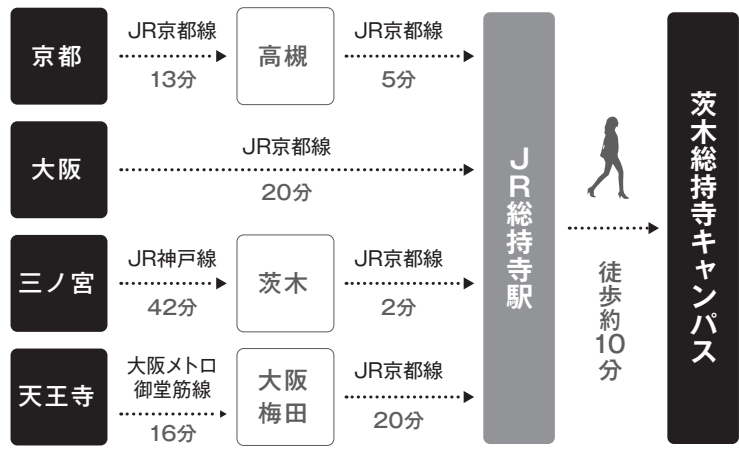 京都
JR京都線
13分
高槻
JR京都線
5分
大阪
JR京都線
20分
三ノ宮
JR神戸線
42分
茨木
JR京都線
2分
天王寺
大阪メトロ
御堂筋線
16分
大阪
梅田
JR京都線
20分
JR総持寺駅
徒歩約10分
茨木総持寺キャンパス